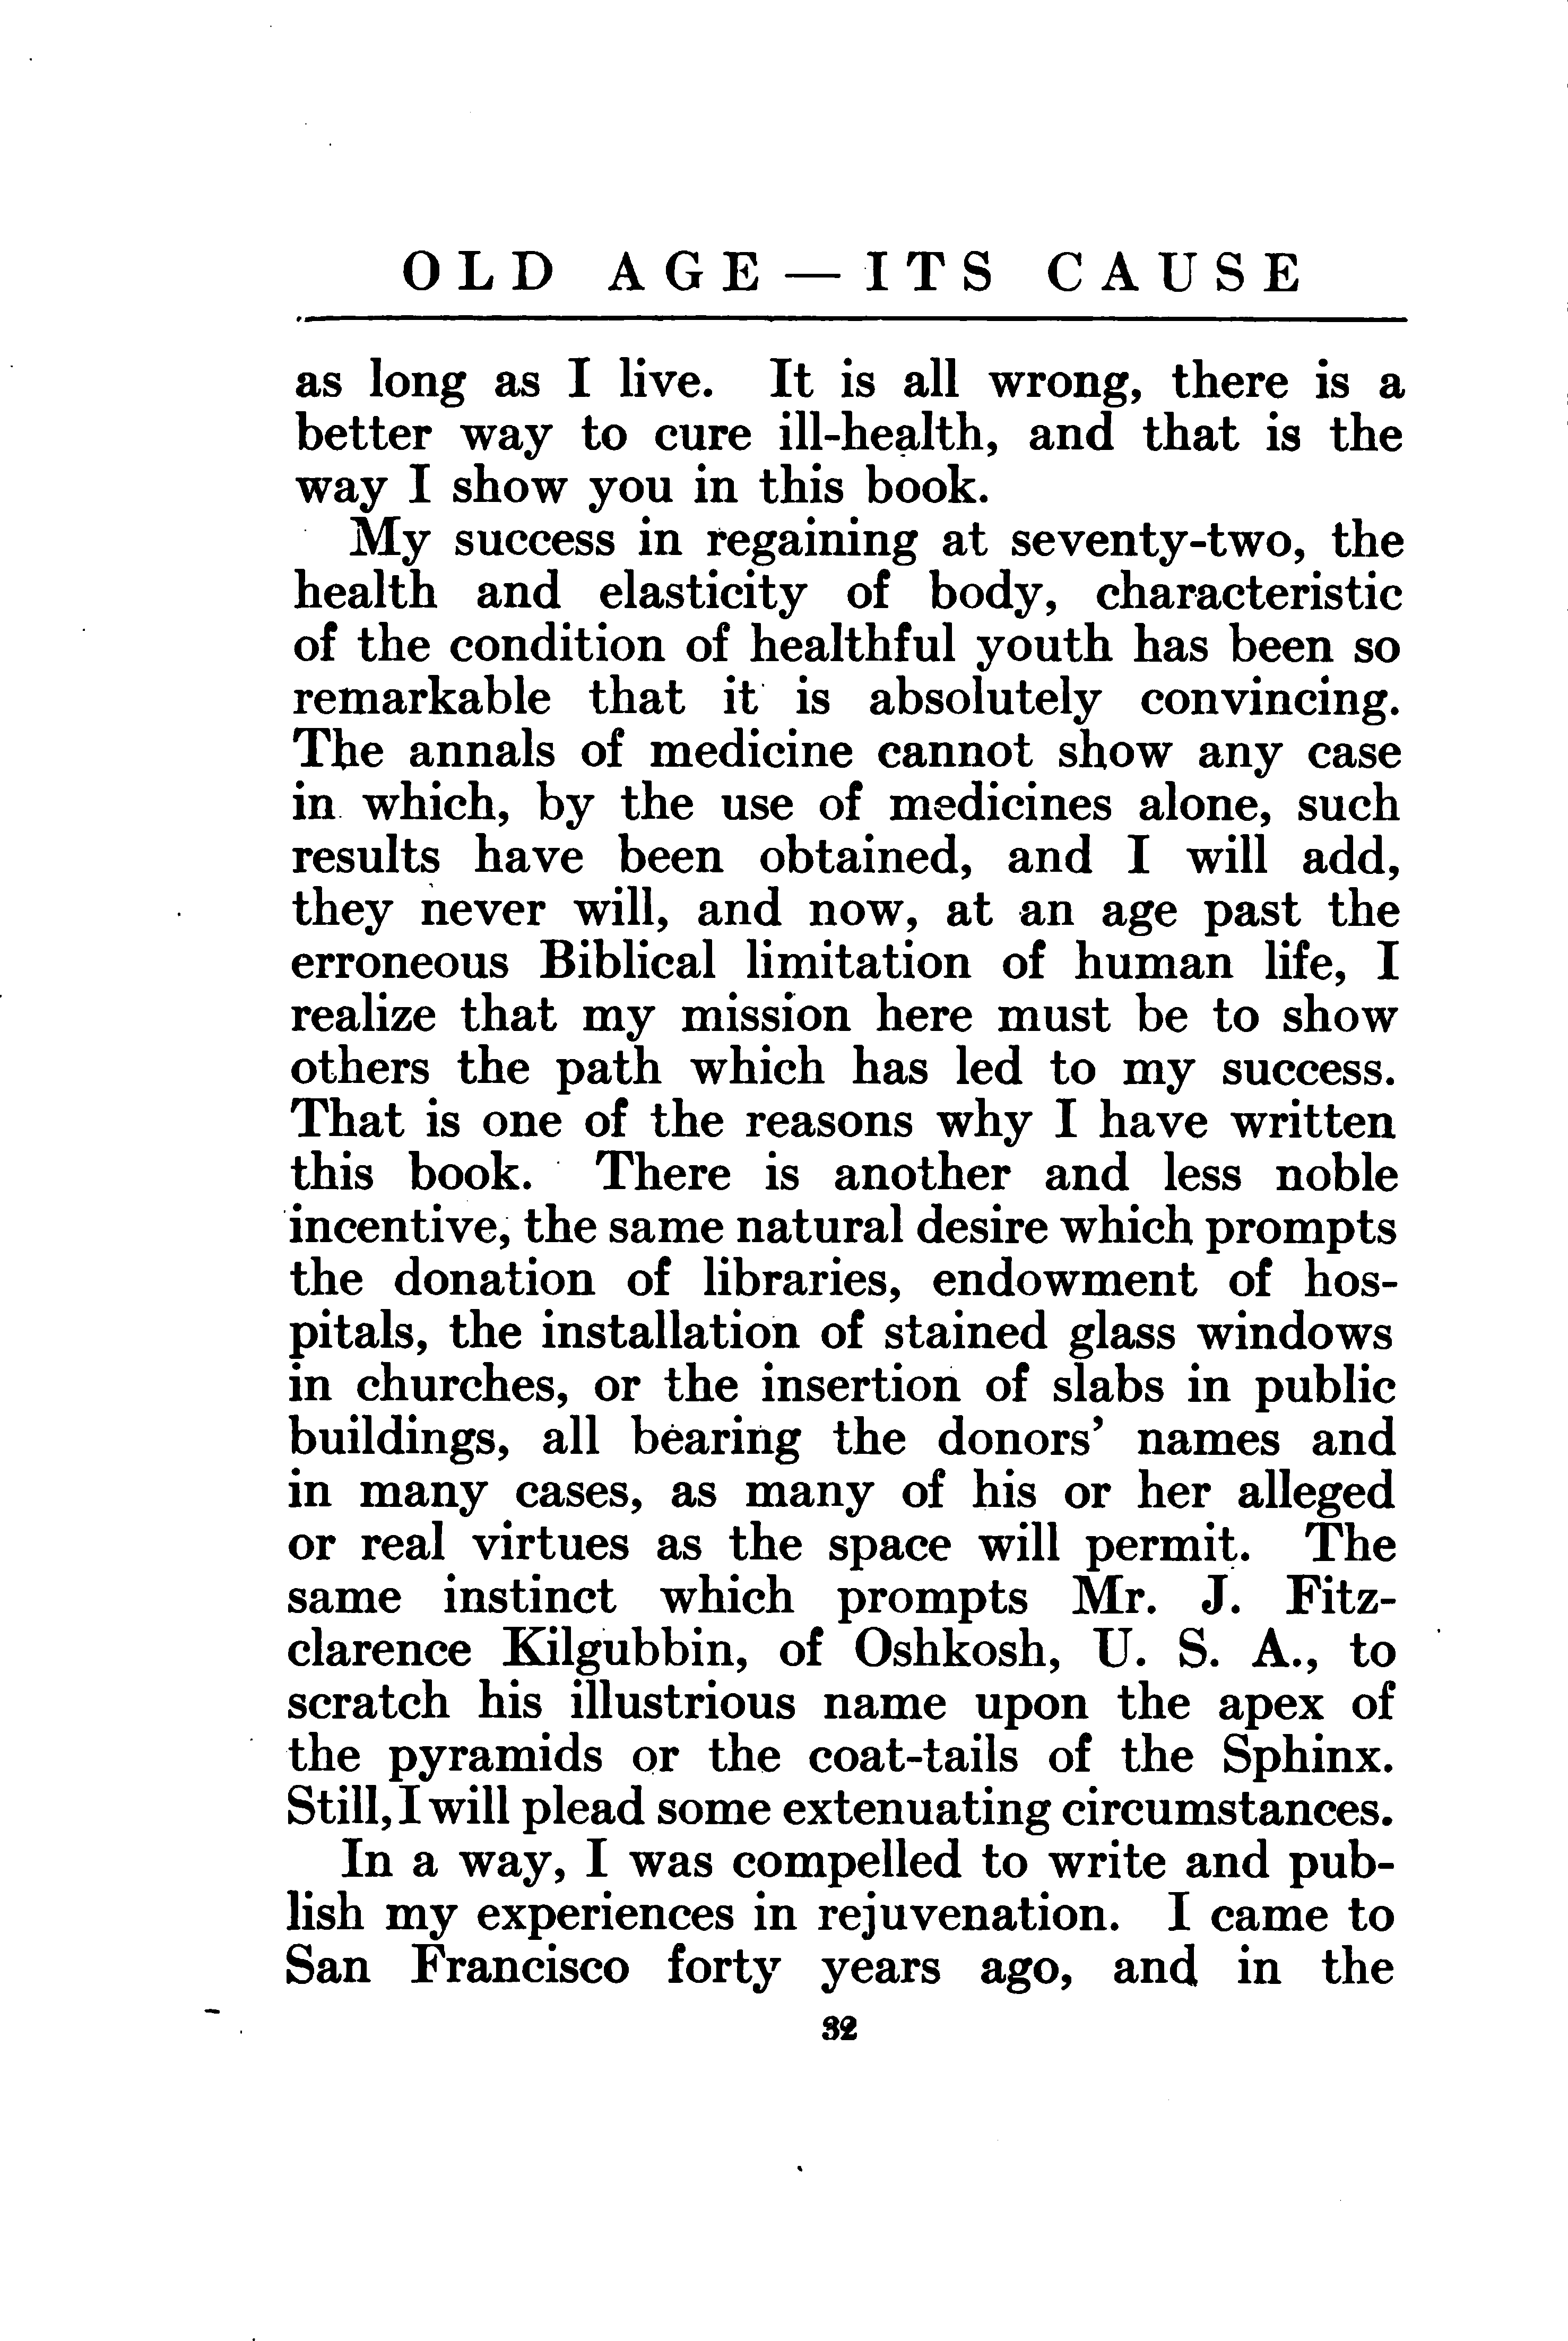 OLD AGE — ITS CAUSE
as long as I live. It is all wrong, there is a
better way to cure ill-health, and that is the
way I show you in this book.
My success in regaining at seventy-two, the
health and elasticity of body, characteristic
of the condition of healthful youth has been so
remarkable that it is absolutely convincing.
The annals of medicine cannot show any case
in which, by the use of medicines alone, such
results have been obtained, and I will add,
they never will, and now, at an age past the
erroneous Biblical limitation of human life, I
realize that my mission here must be to show
others the path which has led to my success.
That is one of the reasons why I have written
this book. There is another and less noble
incentive, the same natural desire which prompts
the donation of libraries, endowment of hos-
pitals, the installation of stained glass windows
in churches, or the insertion of slabs in public
buildings, all bearing the donors' names and
in many cases, as many of his or her alleged
or real virtues as the space will permit. The
same instinct which prompts Mr. J. Fitz-
clarence Kilgubbin, of Oshkosh, U. S. A., to
scratch his illustrious name upon the apex of
the pyramids or the coat-tails of the Sphinx.
Still, I will plead some extenuating circumstances.
In a way, I was compelled to write and pub-
lish my experiences in rejuvenation. I came to
San Francisco forty years ago, and in the
32